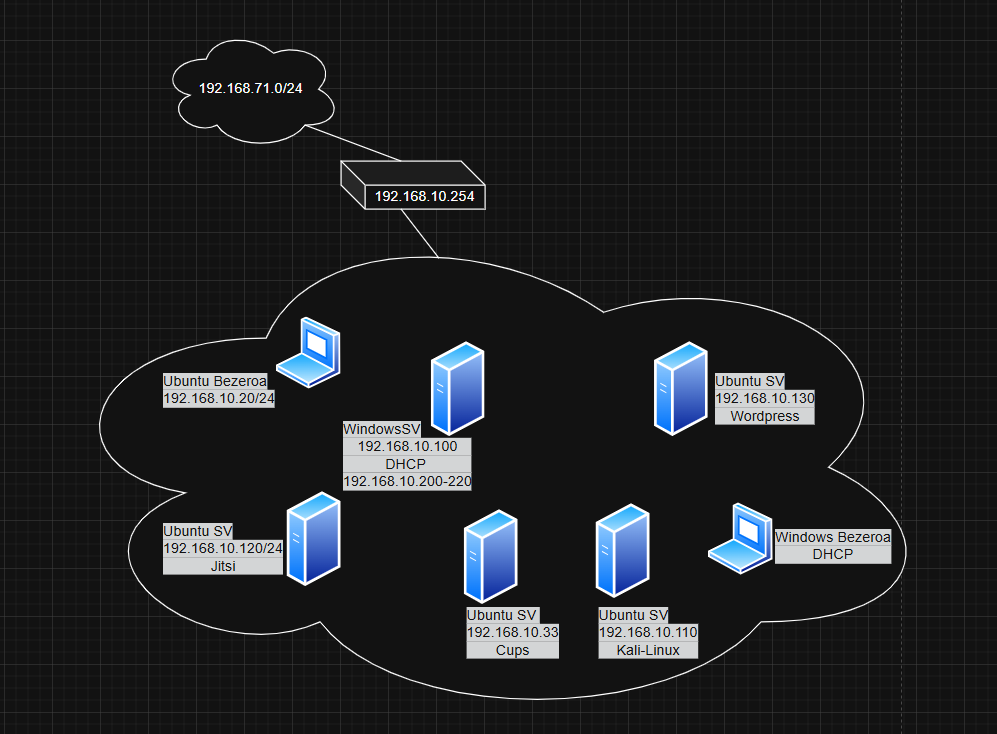 192.168.71.0/24
192.168.10.254
Ubuntu Bezeroa
192.168.10.20/24
WindowsSV
192.168.10.100
DHCP
192.168.10.200-220
Ubuntu SV
192.168.10.130
Wordpress
Ubuntu SV
192.168.10.120/24
Jitsi
Ubuntu SV
192.168.10.33
Cups
Ubuntu SV
192.168.10.110
Kali-Linux
Windows Bezeroa
DHCP